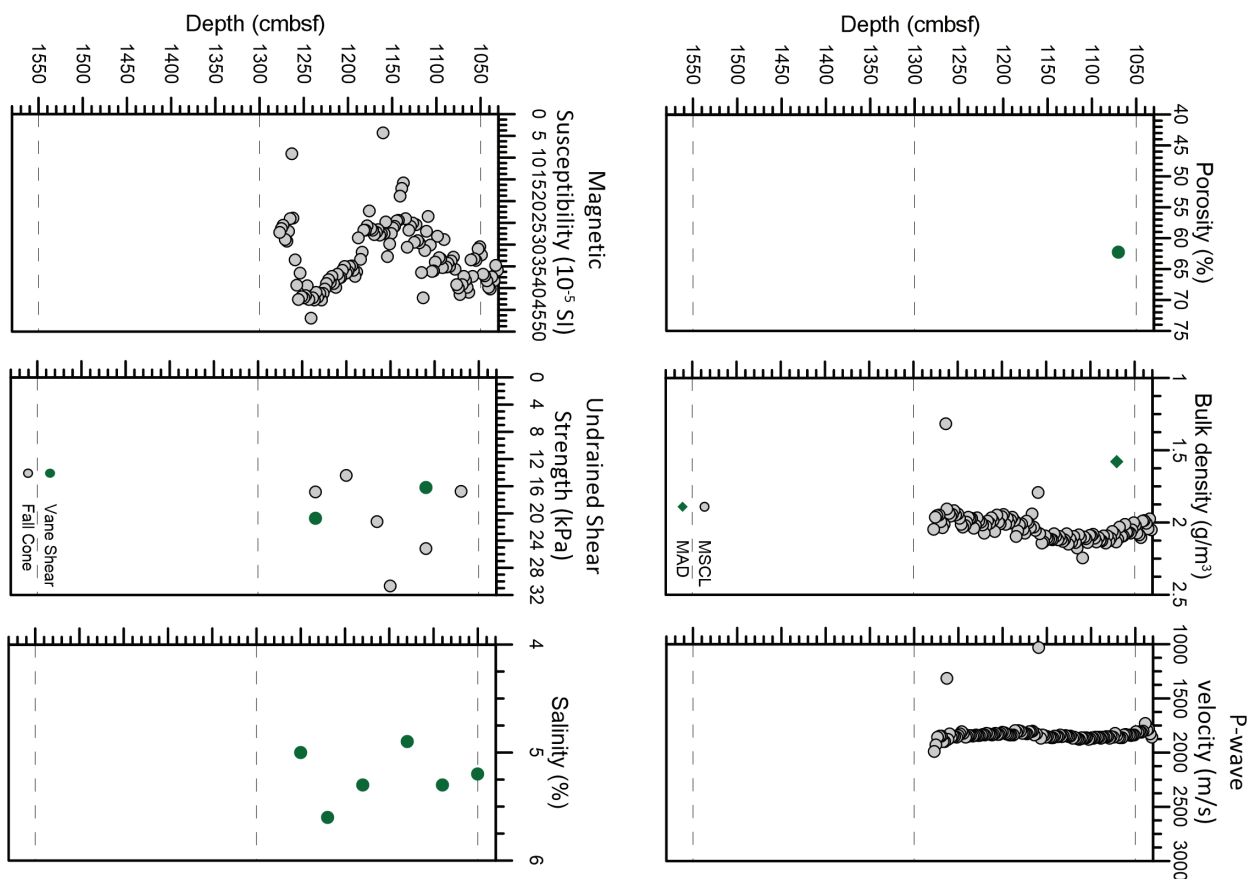 Porosity (%)
40 45 50 55 60 65 70 75
Bulk density (g/m³)
1 1.5 2 2.5
P-wave
velocity (m/s)
1000 1500 2000 2500 3000
Depth (cmbsf)
1050
1100
1150
1200
1250
1300
1350
1400
1450
1500
1550
MSCL
MAD
Magnetic
Susceptibility (10⁻⁵ SI)
0 5 10 15 20 25 30 35 40 45 50
Undrained Shear
Strength (kPa)
0 4 8 12 16 20 24 28 32
Salinity (%)
4 5 6
Depth (cmbsf)
1050
1100
1150
1200
1250
1300
1350
1400
1450
1500
1550
Vane Shear
Fall Cone